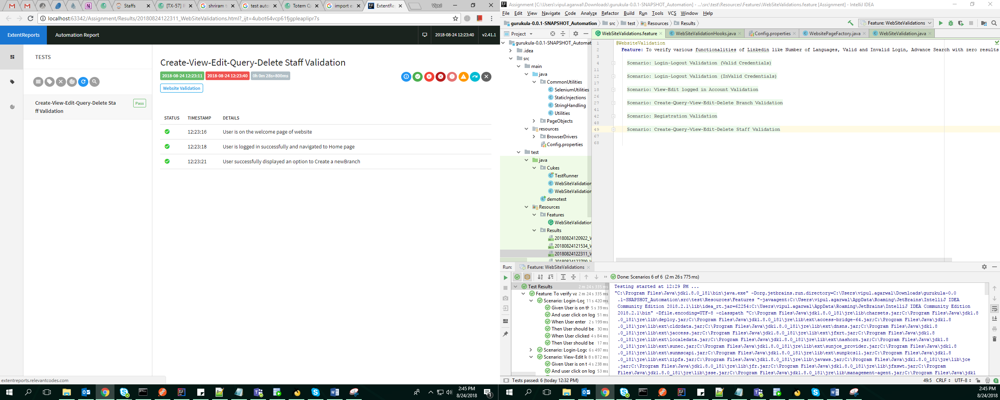 Staffs
[TX-57] If
shriram t
test auto
Totem Q
import e
ExtentRe
Vipul
localhost:63342/Assignment/Results/20180824122311_WebSiteValidations.html?_ijt=4ubot64vcp61fjgpleaplipr7s
ExtentReports
Automation Report
2018-08-24 12:23:40
v2.41.1
TESTS
Create-View-Edit-Query-Delete Sta
ff Validation
Pass
Create-View-Edit-Query-Delete Staff Validation
2018-08-24 12:23:11 2018-08-24 12:23:40 0h 0m 28s+800ms
Website Validation
STATUS TIMESTAMP DETAILS
12:23:16 User is on the welcome page of website
12:23:18 User is logged in successfully and navigated to Home page
12:23:21 User successfully displayed an option to Create a newBranch
extentreports.relevantcodes.com
2:45 PM
8/24/2018
Assignment [C:\Users\vipul.agarwal\Downloads\gurukula-0.0.1-SNAPSHOT_Automation] - ...\src\test\Resources\Features\WebSiteValidations.feature [Assignment] - IntelliJ IDEA
File Edit View Navigate Code Analyze Refactor Build Run Tools VCS Window Help
gurukula-0.0.1-SNAPSHOT_Automation src test Resources Results
Feature: WebSiteValidations
Project
WebSiteValidations.feature WebSiteValidationHooks.java Config.properties WebsitePageFactory.java WebSiteValidation.java
gurukula-0.0.1-SNAPSHOT_Automat
.idea
src
main
java
CommonUtilities
SeleniumUtilities
StaticInjections
StringHandling
Utilities
PageObjects
resources
BrowserDrivers
Config.properties
test
java
Cukes
TestRunner
WebSiteValidation
WebSiteValidation
demotest
Resources
Features
WebSiteValidation
Results
20180824120922_W
20180824121534_W
20180824122311_W
20180824122709_W
1 @WebsiteValidation
2 Feature: To verify various functionalities of Linkedin like Number of Languages, Valid and Invalid Login, Advance Search with zero results
3
4 Scenario: Login-Logout Validation (Valid Credentials)
11
12 Scenario: Login-Logout Validation (InValid Credentials)
17
18 Scenario: View-Edit logged in Account Validation
26
27 Scenario: Create-Query-View-Edit-Delete Branch Validation
41
42 Scenario: Registration Validation
48
49 Scenario: Create-Query-View-Edit-Delete Staff Validation
67
68
Run: Feature: WebSiteValidations
Done: Scenarios 6 of 6 (2 m 26 s 775 ms)
Test Results 2 m 24 s 335 ms
Feature: To verify va 2 m 24 s 335 ms
Scenario: Login-Log 11 s 420 ms
Given User is on th 5 s 39 ms
And user click on log 51 ms
When User enter 2 s 199 ms
Then User should be 30 ms
When User clicked 4 s 84 ms
Then User should be 17 ms
Scenario: Login-Logo 6 s 497 ms
Scenario: View-Edit lo 8 s 872 ms
Given User is on t 4 s 238 ms
And user click on log 53 ms
Testing started at 12:29 PM ...
"C:\Program Files\Java\jdk1.8.0_181\bin\java.exe" -Dorg.jetbrains.run.directory=C:\Users\vipul.agarwal\Downloads\gurukula-0.0
.1-SNAPSHOT_Automation\src\test\Resources\Features "-javaagent:C:\Users\vipul.agarwal\AppData\Roaming\JetBrains\IntelliJ IDEA
Community Edition 2018.2.1\lib\idea_rt.jar=62254:C:\Users\vipul.agarwal\AppData\Roaming\JetBrains\IntelliJ IDEA Community Edition
2018.2.1\bin" -Dfile.encoding=UTF-8 -classpath "C:\Program Files\Java\jdk1.8.0_181\jre\lib\charsets.jar;C:\Program Files\Java\jdk1.8
.0_181\jre\lib\deploy.jar;C:\Program Files\Java\jdk1.8.0_181\jre\lib\ext\access-bridge-64.jar;C:\Program Files\Java\jdk1.8
.0_181\jre\lib\ext\cldrdata.jar;C:\Program Files\Java\jdk1.8.0_181\jre\lib\ext\dnsns.jar;C:\Program Files\Java\jdk1.8
.0_181\jre\lib\ext\jaccess.jar;C:\Program Files\Java\jdk1.8.0_181\jre\lib\ext\jfxrt.jar;C:\Program Files\Java\jdk1.8
.0_181\jre\lib\ext\localedata.jar;C:\Program Files\Java\jdk1.8.0_181\jre\lib\ext\nashorn.jar;C:\Program Files\Java\jdk1.8
.0_181\jre\lib\ext\sunec.jar;C:\Program Files\Java\jdk1.8.0_181\jre\lib\ext\sunjce_provider.jar;C:\Program Files\Java\jdk1.8
.0_181\jre\lib\ext\sunmscapi.jar;C:\Program Files\Java\jdk1.8.0_181\jre\lib\ext\sunpkcs11.jar;C:\Program Files\Java\jdk1.8
.0_181\jre\lib\ext\zipfs.jar;C:\Program Files\Java\jdk1.8.0_181\jre\lib\javaws.jar;C:\Program Files\Java\jdk1.8.0_181\jre\lib\jce
.jar;C:\Program Files\Java\jdk1.8.0_181\jre\lib\jfr.jar;C:\Program Files\Java\jdk1.8.0_181\jre\lib\jfxswt.jar;C:\Program
Files\Java\jdk1.8.0_181\jre\lib\jsse.jar;C:\Program Files\Java\jdk1.8.0_181\jre\lib\management-agent.jar;C:\Program Files\Java\jdk1
Tests passed: 6 (today 12:32 PM)
49:5 CRLF UTF-8
2:45 PM
8/24/2018